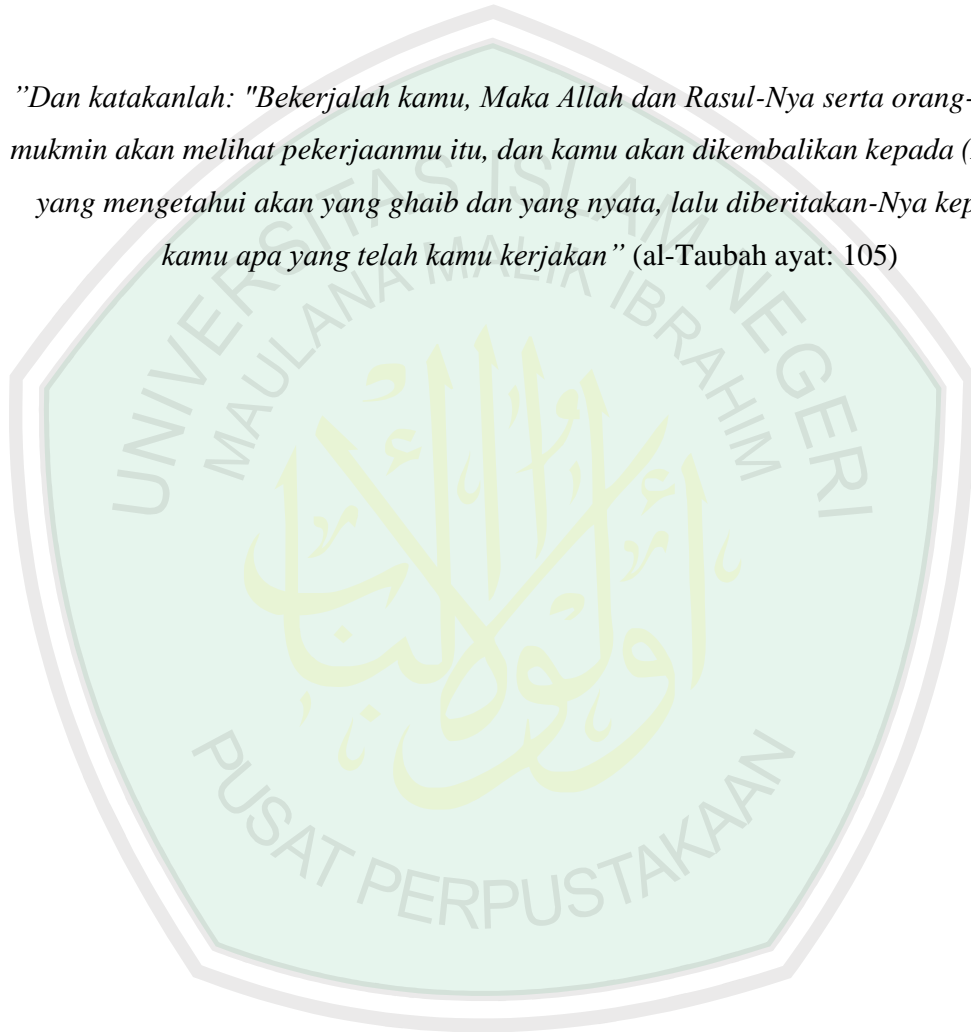 ”Dan katakanlah: "Bekerjalah kamu, Maka Allah dan Rasul-Nya serta orang-
mukmin akan melihat pekerjaanmu itu, dan kamu akan dikembalikan kepada (
yang mengetahui akan yang ghaib dan yang nyata, lalu diberitakan-Nya
kamu apa yang telah kamu kerjakan” (al-Taubah ayat: 105)
UNIVERSITAS ISLAM NEGERI
MAULANA MALIK IBRAHIM
أولوا الألباب
PUSAT PERPUSTAKAAN